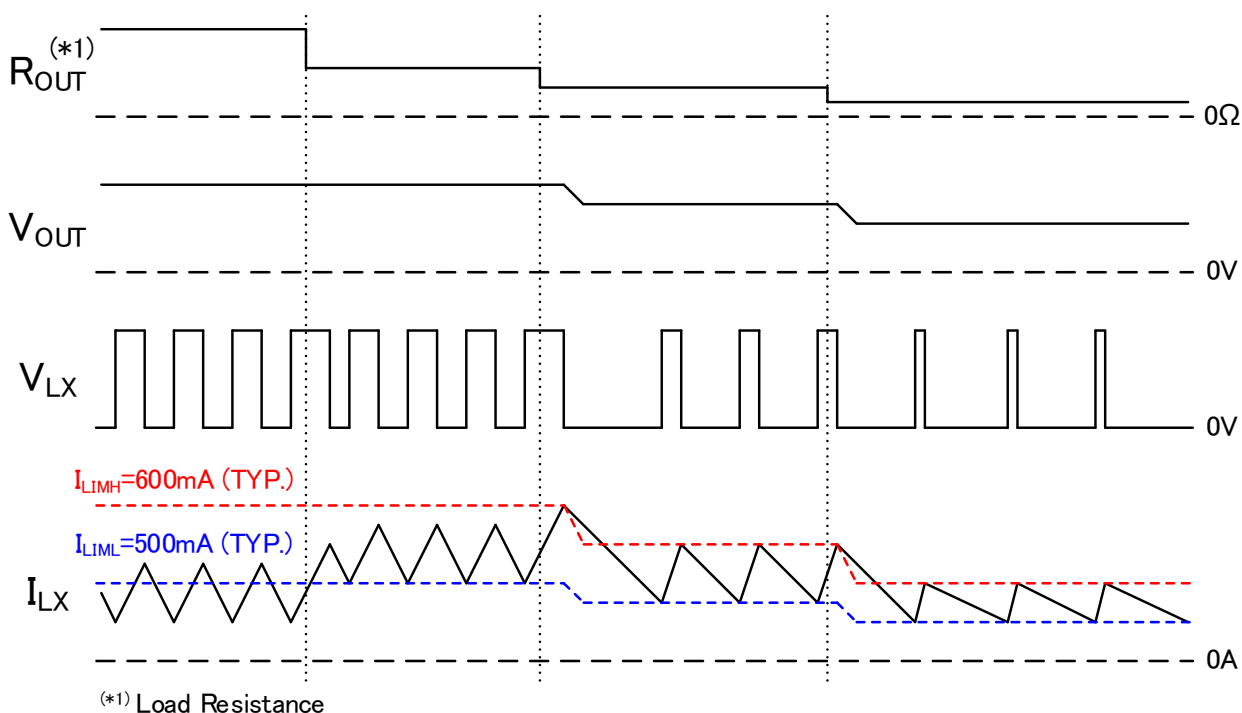 R_OUT (*1)
0Ω
V_OUT
0V
V_LX
0V
I_LIMH=600mA (TYP.)
I_LIML=500mA (TYP.)
I_LX
0A
(*1) Load Resistance